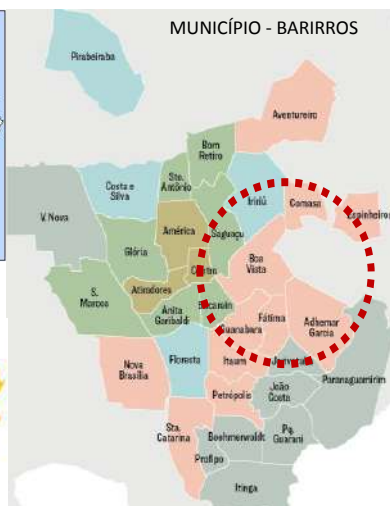 MUNICÍPIO - BARIRROS
Pirabeiraba
Aventureiro
Bom
Retiro
Sto.
Antônio
Costa e
Silva
Iririú
Comasa
Espinheiros
V. Nova
América
Saguaçu
Glória
Boa
Vista
Centro
Atiradores
S.
Marcos
Anita
Garibaldi
Bucarein
Fátima
Adhemar
Garcia
Guanabara
Nova
Brasília
Floresta
Itaum
Jarivatuba
Paranaguamirim
Petrópolis
João
Costa
Sta.
Catarina
Boehmerwaldt
Pq.
Guarani
Profipo
Itinga